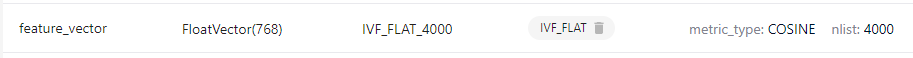 feature_vector FloatVector(768) IVF_FLAT_4000 IVF_FLAT metric_type: COSINE nlist: 4000